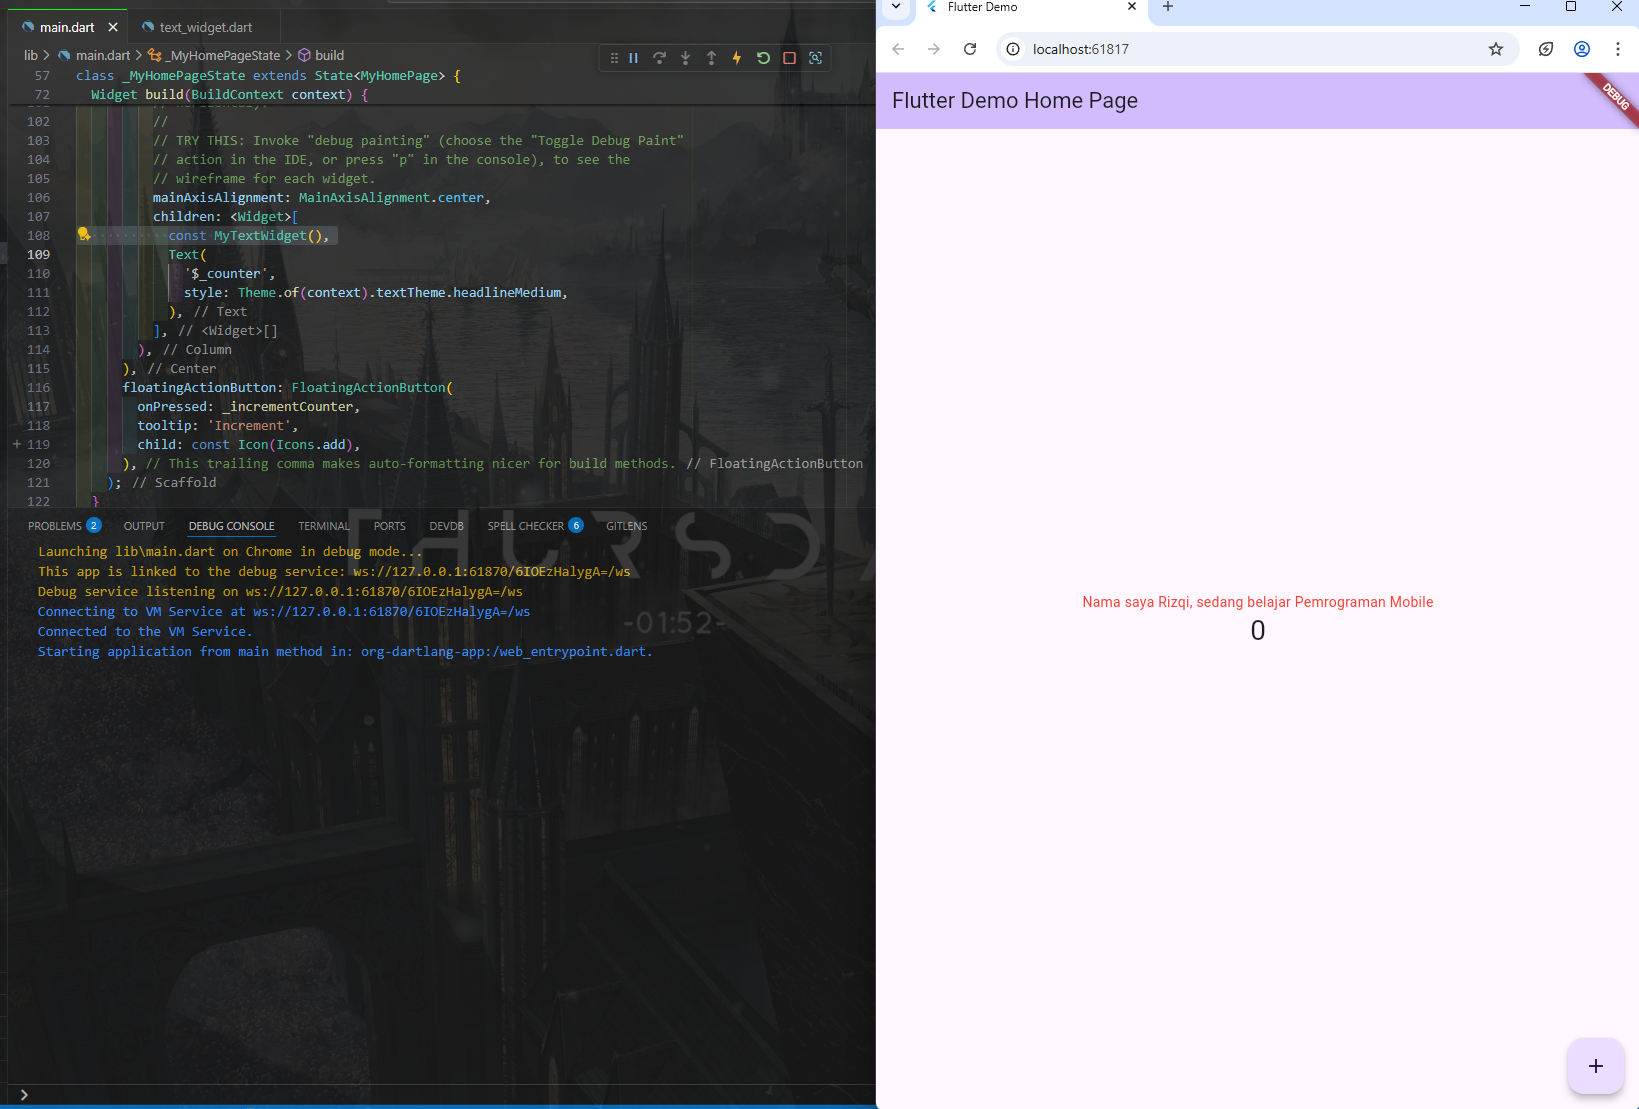 main.dart
text_widget.dart
lib > main.dart > _MyHomePageState > build
57 class _MyHomePageState extends State<MyHomePage> {
72 Widget build(BuildContext context) {
102 //
103 // TRY THIS: Invoke "debug painting" (choose the "Toggle Debug Paint"
104 // action in the IDE, or press "p" in the console), to see the
105 // wireframe for each widget.
106 mainAxisAlignment: MainAxisAlignment.center,
107 children: <Widget>[
108 const MyTextWidget(),
109 Text(
110 '$_counter',
111 style: Theme.of(context).textTheme.headlineMedium,
112 ), // Text
113 ], // <Widget>[]
114 ), // Column
115 ), // Center
116 floatingActionButton: FloatingActionButton(
117 onPressed: _incrementCounter,
118 tooltip: 'Increment',
119 child: const Icon(Icons.add),
120 ), // This trailing comma makes auto-formatting nicer for build methods. // FloatingActionButton
121 ); // Scaffold
122 }
PROBLEMS 2 OUTPUT DEBUG CONSOLE TERMINAL PORTS DEVDB SPELL CHECKER 6 GITLENS
Launching lib\main.dart on Chrome in debug mode...
This app is linked to the debug service: ws://127.0.0.1:61870/6IOEzHalygA=/ws
Debug service listening on ws://127.0.0.1:61870/6IOEzHalygA=/ws
Connecting to VM Service at ws://127.0.0.1:61870/6IOEzHalygA=/ws
Connected to the VM Service.
Starting application from main method in: org-dartlang-app:/web_entrypoint.dart.
THURSD
-01:52-
Flutter Demo
localhost:61817
Flutter Demo Home Page
DEBUG
Nama saya Rizqi, sedang belajar Pemrograman Mobile
0